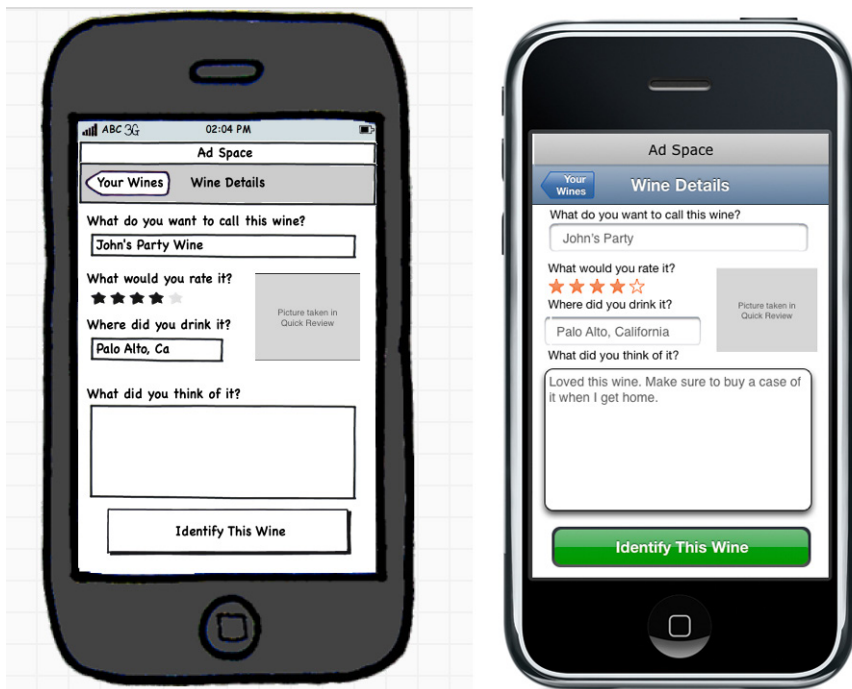 ABC 3G 02:04 PM
Ad Space
Your Wines Wine Details
What do you want to call this wine?
John's Party Wine
What would you rate it?
Picture taken in
Quick Review
Where did you drink it?
Palo Alto, Ca
What did you think of it?
Identify This Wine
Ad Space
Your
Wines
Wine Details
What do you want to call this wine?
John's Party
What would you rate it?
Where did you drink it?
Picture taken in
Quick Review
Palo Alto, California
What did you think of it?
Loved this wine. Make sure to buy a case of
it when I get home.
Identify This Wine